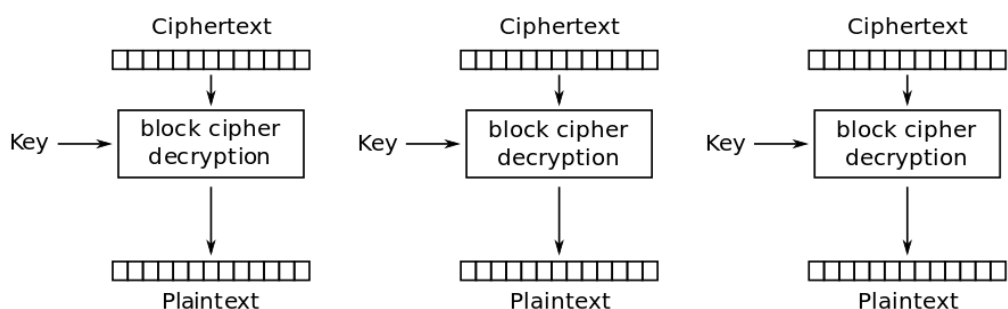 Ciphertext
Ciphertext
Ciphertext
Key
block cipher
decryption
Key
block cipher
decryption
Key
block cipher
decryption
Plaintext
Plaintext
Plaintext